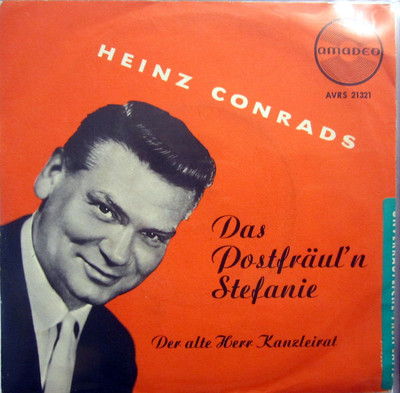 amadeo
AVRS 21321
HEINZ CONRADS
Das
Postfräul'n
Stefanie
Der alte Herr Kanzleirat